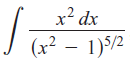 ∫ x² dx / (x² − 1)^{5/2}